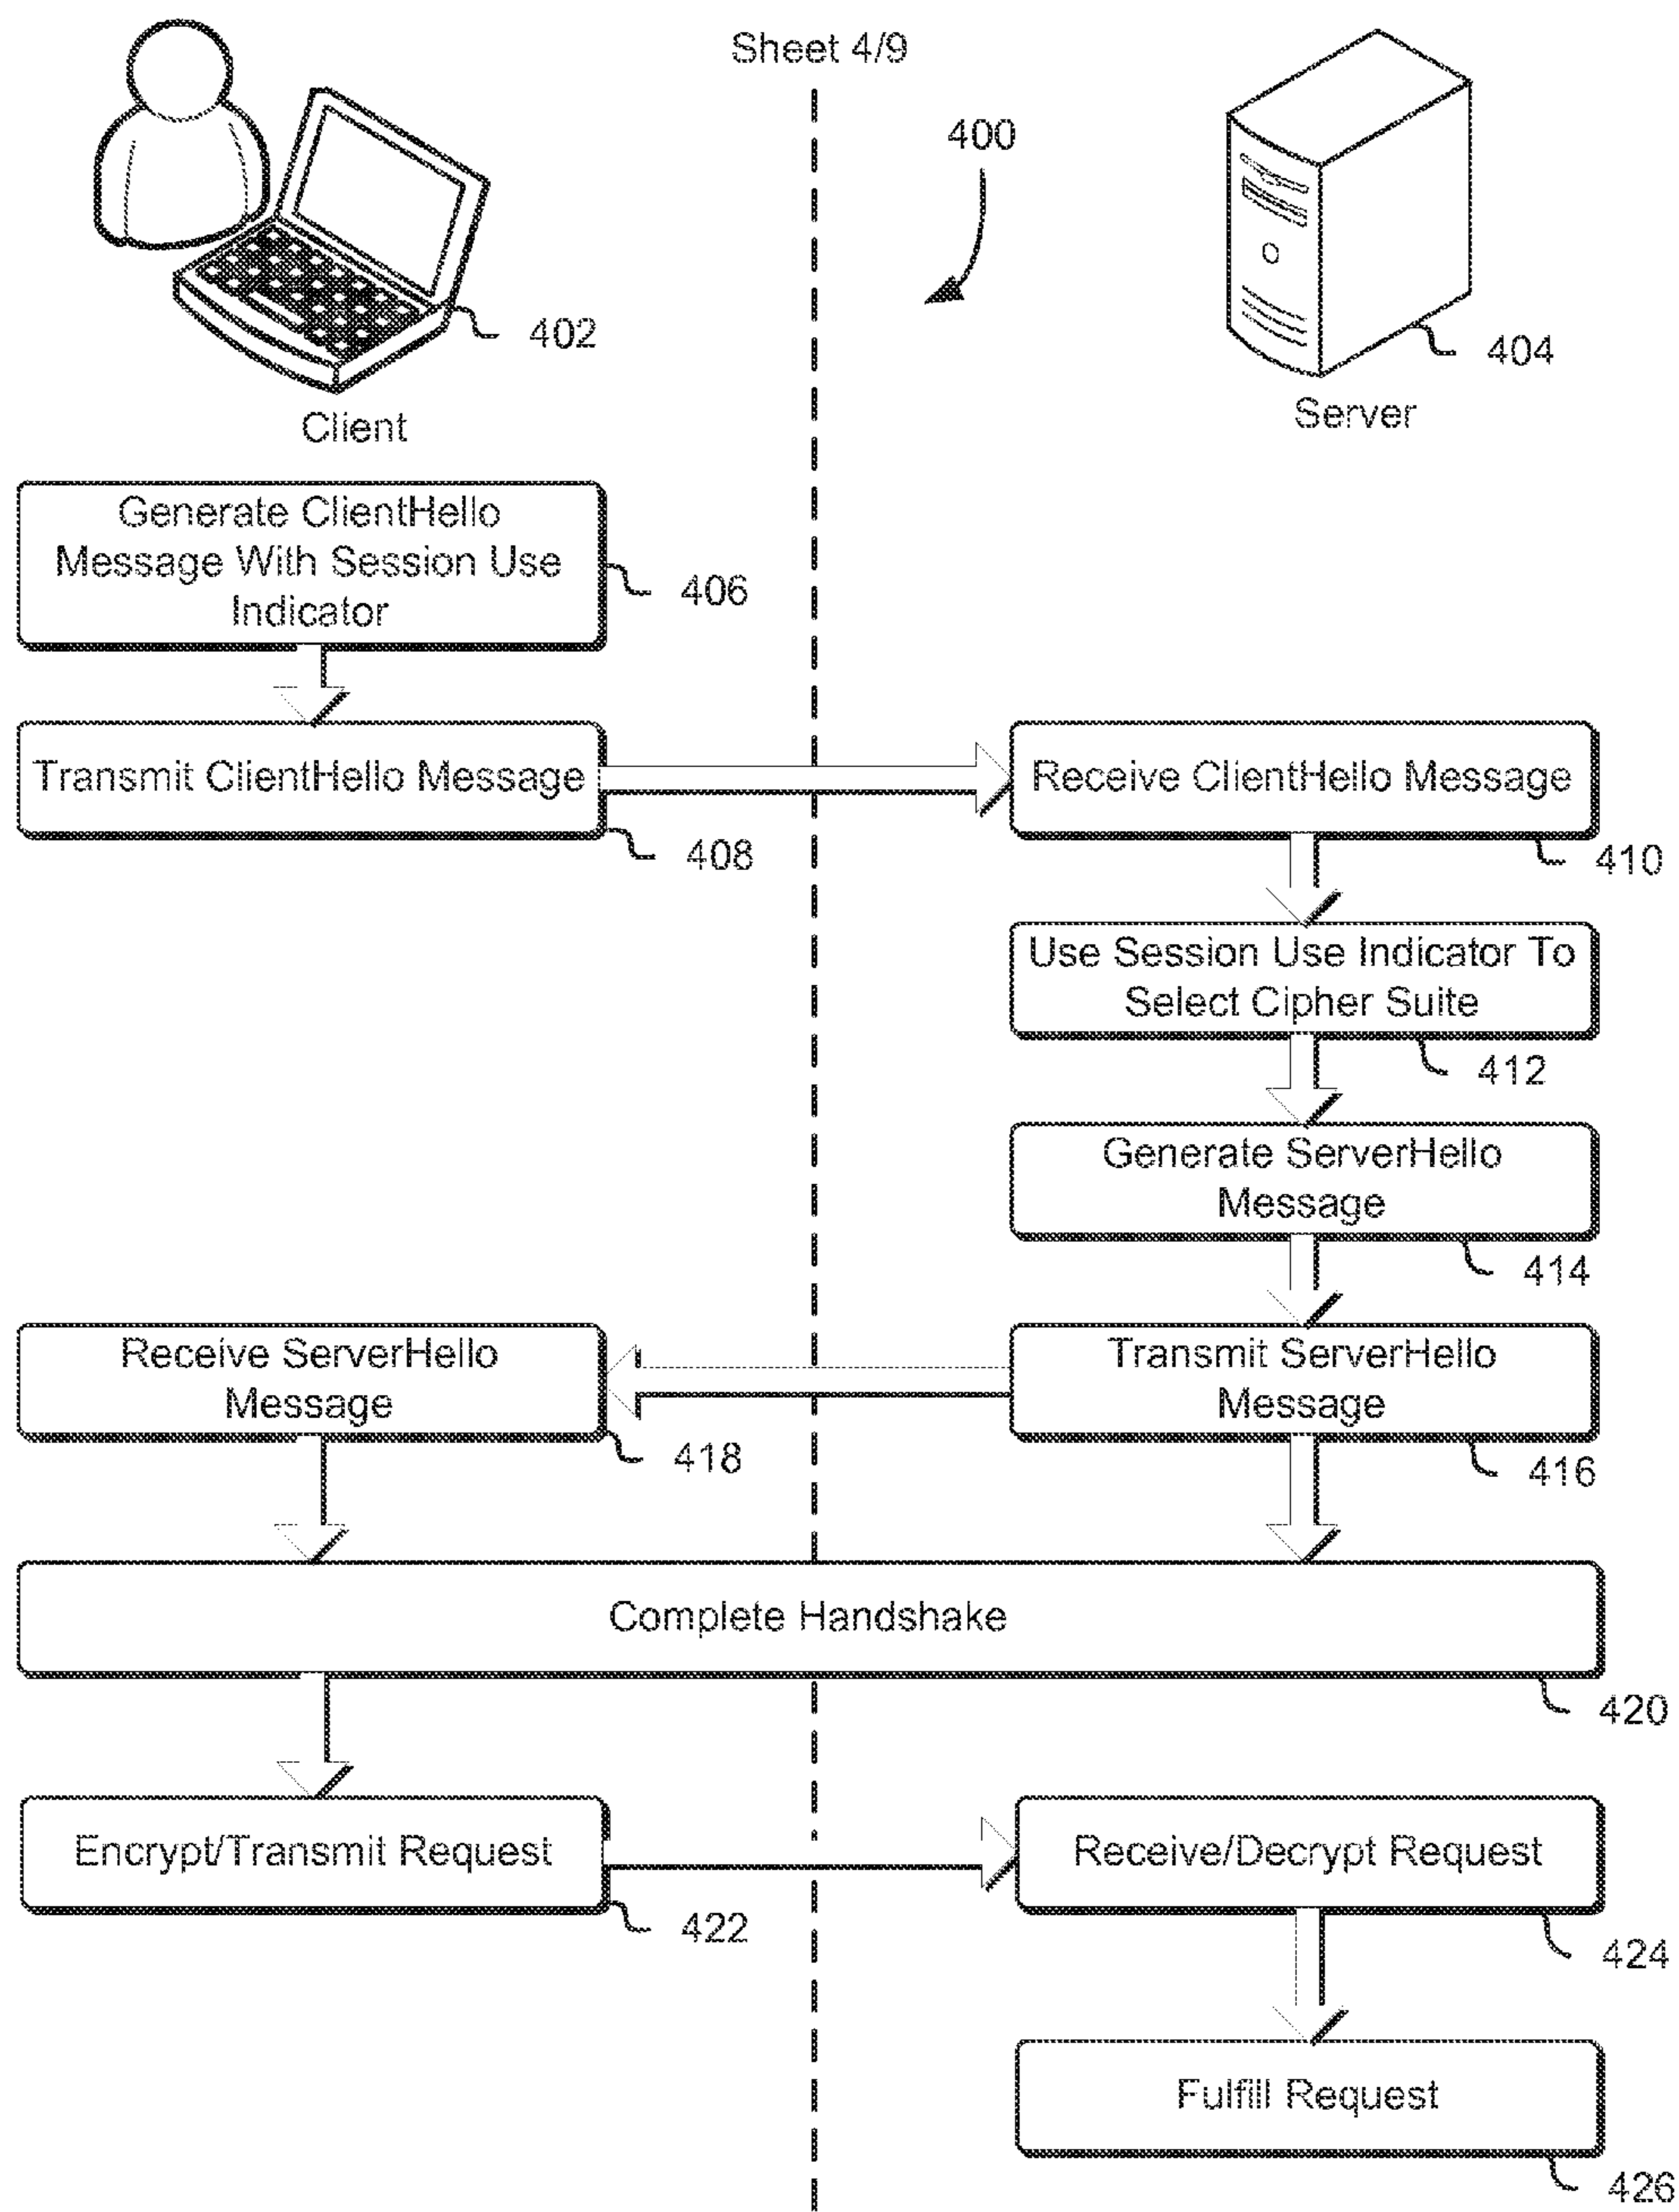 Sheet 4/9
400
402
404
Client
Server
Generate ClientHello
Message With Session Use
Indicator
406
Transmit ClientHello Message
408
Receive ClientHello Message
410
Use Session Use Indicator To
Select Cipher Suite
412
Generate ServerHello
Message
414
Transmit ServerHello
Message
416
Receive ServerHello
Message
418
Complete Handshake
420
Encrypt/Transmit Request
422
Receive/Decrypt Request
424
Fulfill Request
426